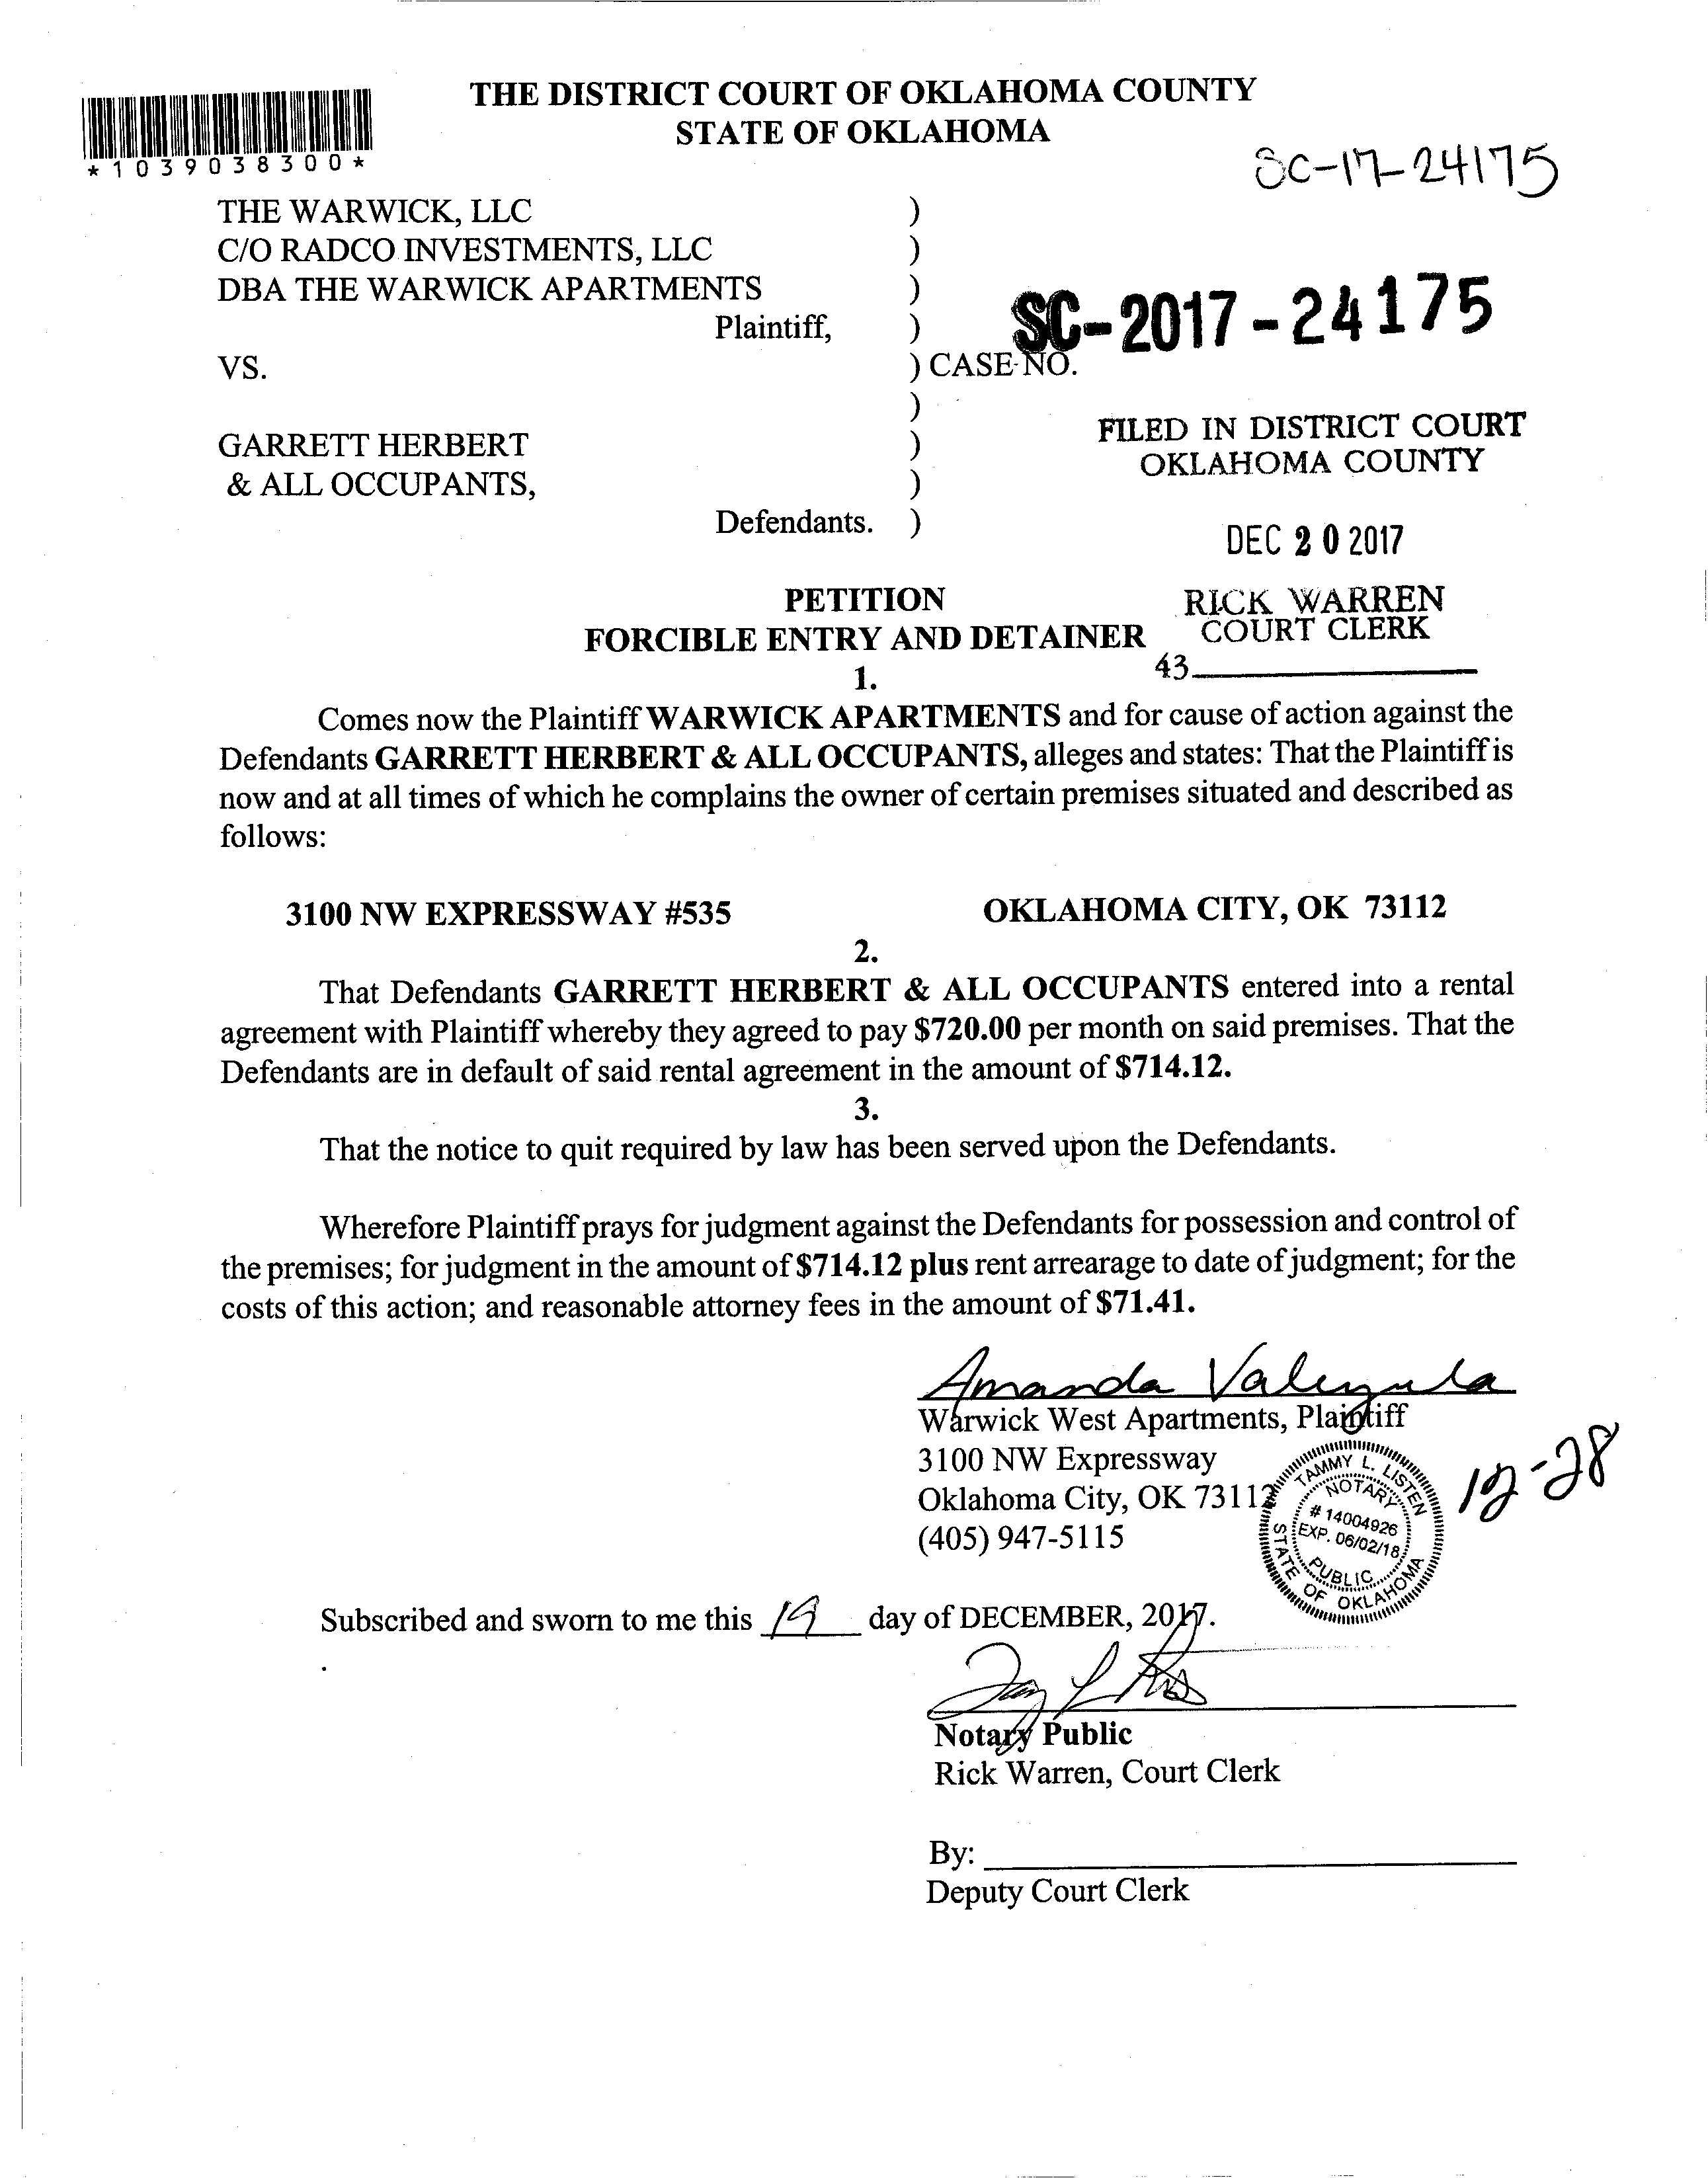 THE DISTRICT COURT OF OKLAHOMA COUNTY
STATE OF OKLAHOMA
*1039038300*
SC-17-24175
THE WARWICK, LLC )
C/O RADCO INVESTMENTS, LLC )
DBA THE WARWICK APARTMENTS )
Plaintiff, )
SC-2017-24175
VS. ) CASE NO.
)
GARRETT HERBERT )
& ALL OCCUPANTS, )
Defendants. )
FILED IN DISTRICT COURT
OKLAHOMA COUNTY
DEC 20 2017
RICK WARREN
COURT CLERK
43
PETITION
FORCIBLE ENTRY AND DETAINER
1.
Comes now the Plaintiff WARWICK APARTMENTS and for cause of action against the
Defendants GARRETT HERBERT & ALL OCCUPANTS, alleges and states: That the Plaintiff is
now and at all times of which he complains the owner of certain premises situated and described as
follows:
3100 NW EXPRESSWAY #535 OKLAHOMA CITY, OK 73112
2.
That Defendants GARRETT HERBERT & ALL OCCUPANTS entered into a rental
agreement with Plaintiff whereby they agreed to pay $720.00 per month on said premises. That the
Defendants are in default of said rental agreement in the amount of $714.12.
3.
That the notice to quit required by law has been served upon the Defendants.
Wherefore Plaintiff prays for judgment against the Defendants for possession and control of
the premises; for judgment in the amount of $714.12 plus rent arrearage to date of judgment; for the
costs of this action; and reasonable attorney fees in the amount of $71.41.
Amanda Valenzuela
Warwick West Apartments, Plaintiff
3100 NW Expressway
Oklahoma City, OK 73112
(405) 947-5115
TAMMY L. LISTEN
NOTARY
# 14004926
EXP. 06/02/18
PUBLIC
STATE OF OKLAHOMA
12-28
Subscribed and sworn to me this 19 day of DECEMBER, 2017.
Notary Public
Rick Warren, Court Clerk
By:
Deputy Court Clerk